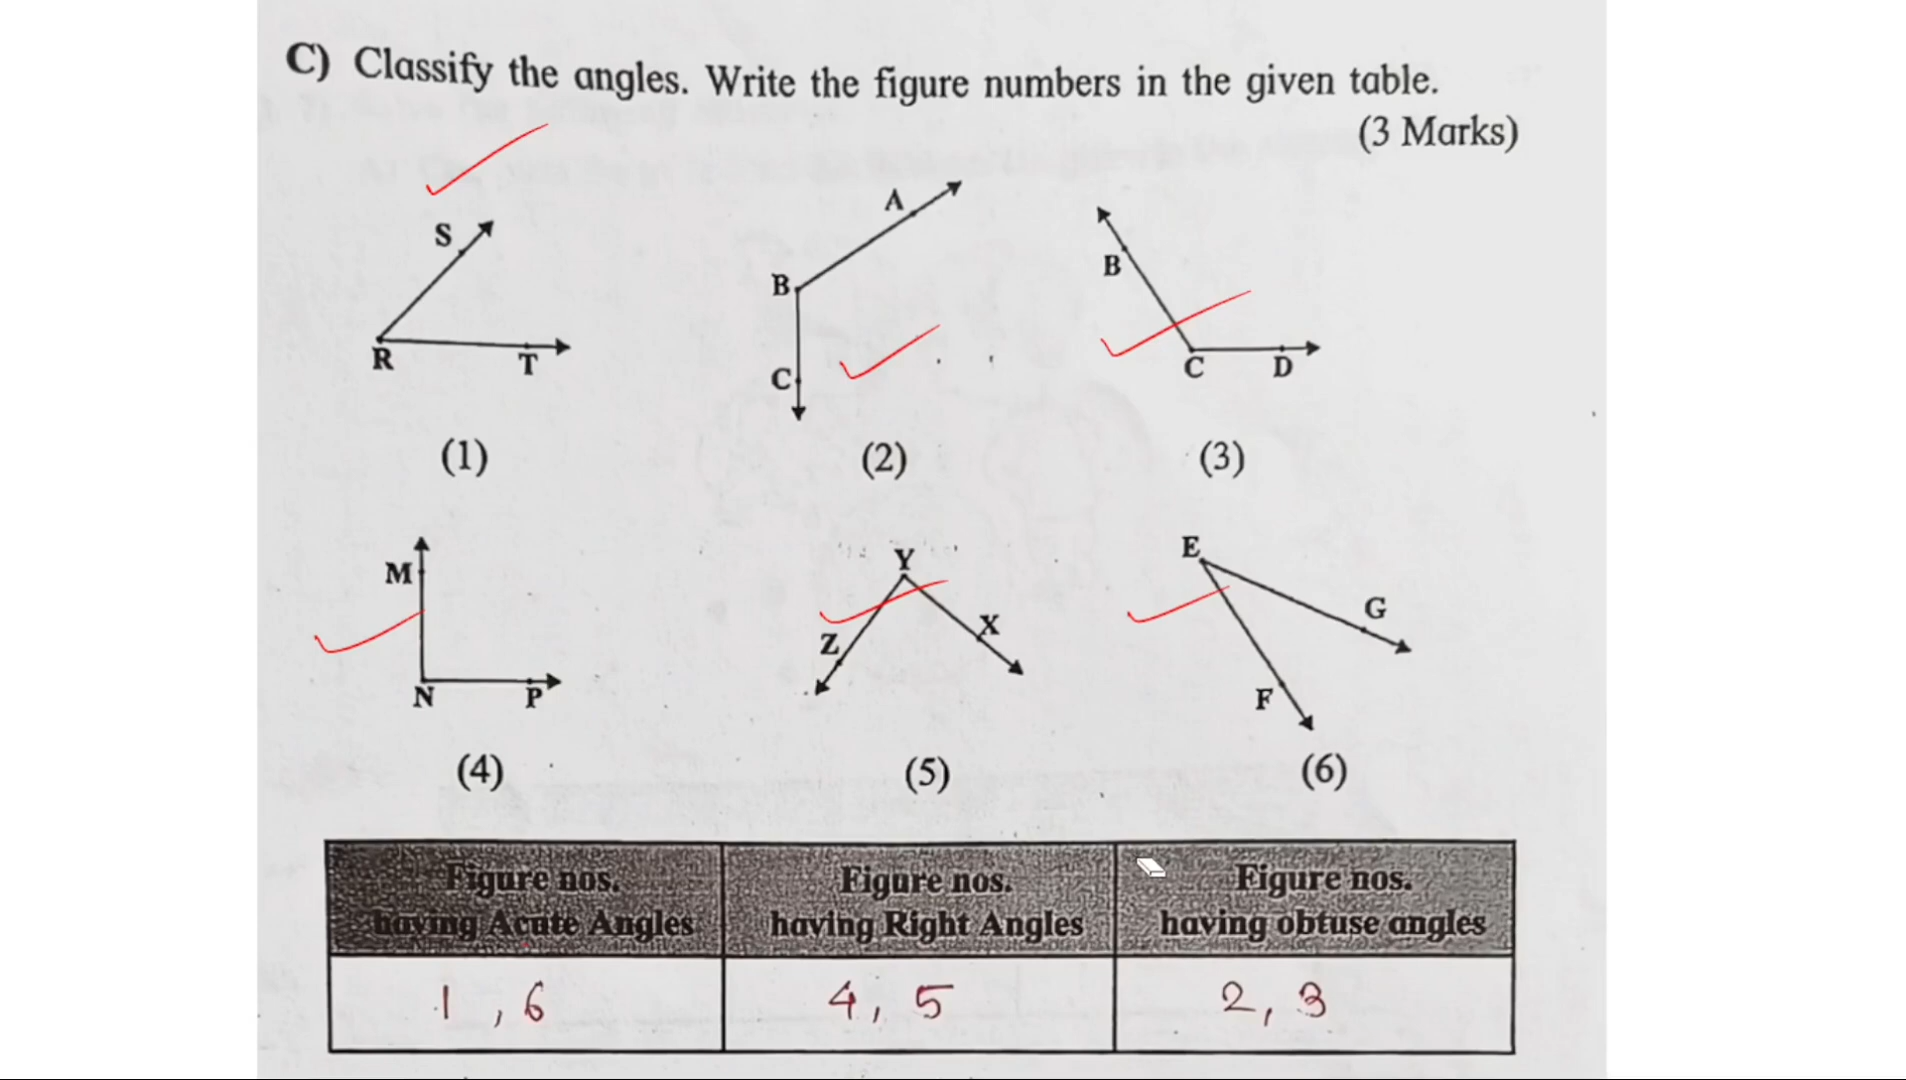 C) Classify the angles. Write the figure numbers in the given table.
(3 Marks)
S
R
T
(1)
A
B
C
(2)
B
C
D
(3)
M
N
P
(4)
Y
Z
X
(5)
E
G
F
(6)
Figure nos.
having Acute Angles
Figure nos.
having Right Angles
Figure nos.
having obtuse angles
1 , 6
4, 5
2, 3